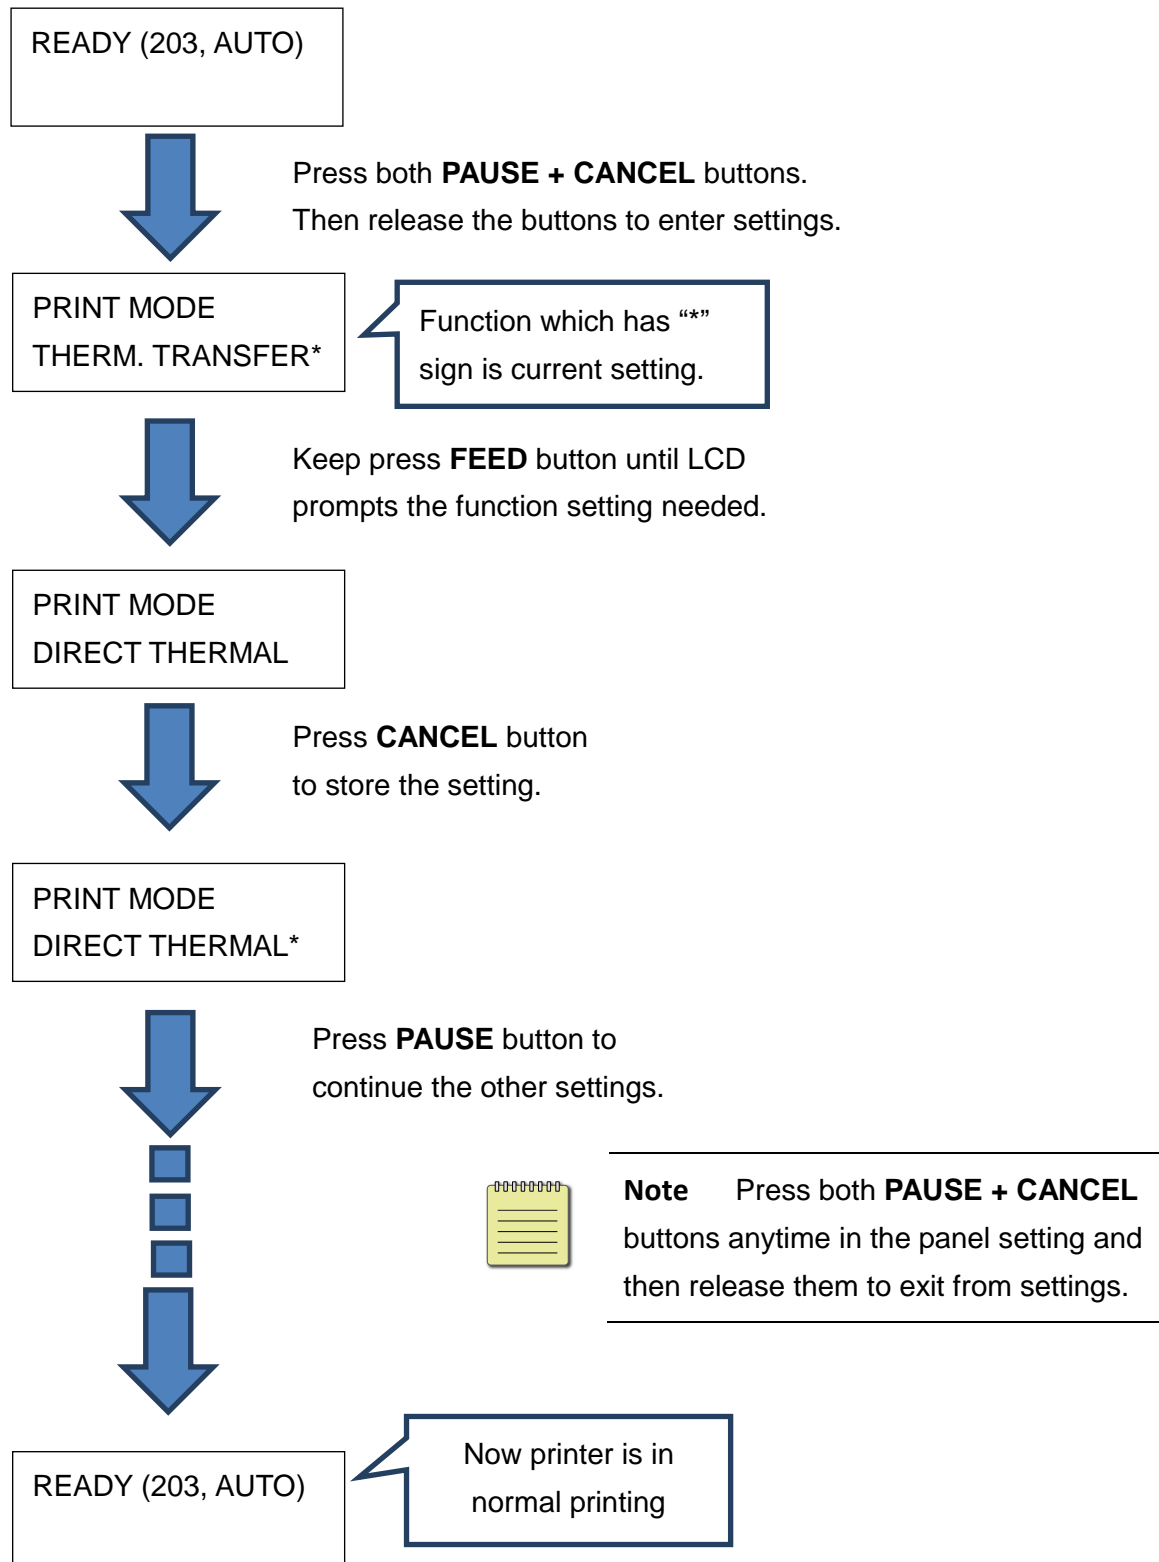 READY (203, AUTO)
Press both PAUSE + CANCEL buttons.
Then release the buttons to enter settings.
PRINT MODE
THERM. TRANSFER*
Function which has “*”
sign is current setting.
Keep press FEED button until LCD
prompts the function setting needed.
PRINT MODE
DIRECT THERMAL
Press CANCEL button
to store the setting.
PRINT MODE
DIRECT THERMAL*
Press PAUSE button to
continue the other settings.
Note Press both PAUSE + CANCEL
buttons anytime in the panel setting and
then release them to exit from settings.
READY (203, AUTO)
Now printer is in
normal printing